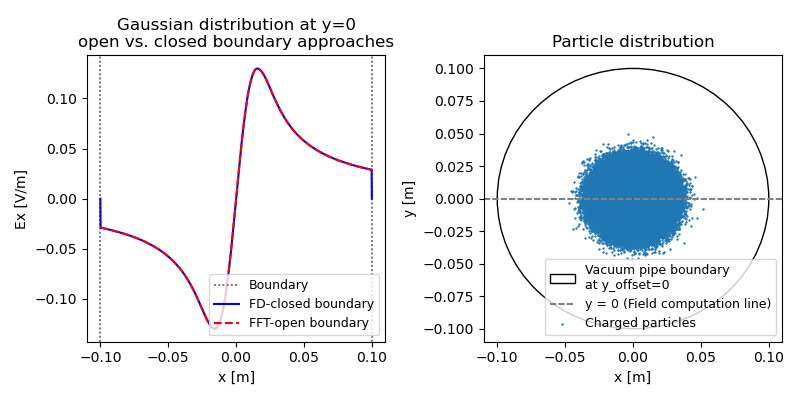 Gaussian distribution at y=0
open vs. closed boundary approaches
Ex [V/m]
0.10
0.05
0.00
−0.05
−0.10
Boundary
FD-closed boundary
FFT-open boundary
−0.10 −0.05 0.00 0.05 0.10
x [m]
Particle distribution
y [m]
0.100
0.075
0.050
0.025
0.000
−0.025
−0.050
−0.075
−0.100
Vacuum pipe boundary
at y_offset=0
y = 0 (Field computation line)
Charged particles
−0.10 −0.05 0.00 0.05 0.10
x [m]